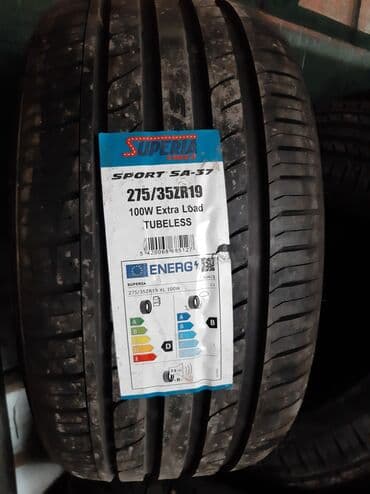 SUPERIA
SPORT SA-37
275/35ZR19
100W Extra Load
TUBELESS
ENERG
SUPERIA
275/35ZR19 XL 100W
A
B
C
D
E
D
A
B
C
D
E
B